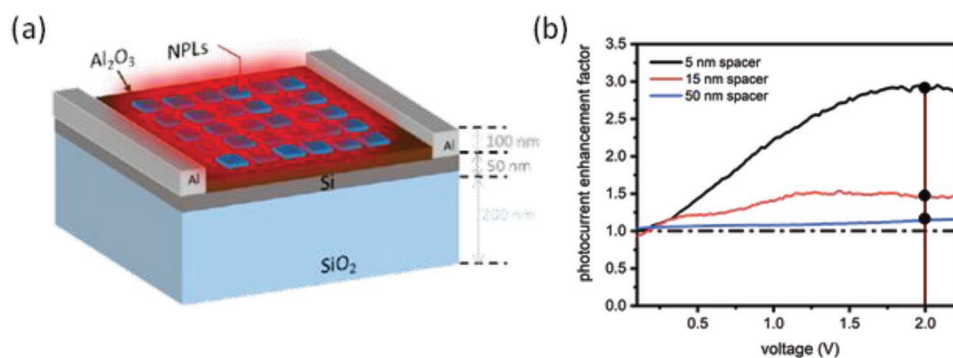 (a)
NPLs
Al₂O₃
Al
Al
100 nm
50 nm
Si
200 nm
SiO₂
(b)
photocurrent enhancement factor
3.5
3.0
2.5
2.0
1.5
1.0
0.5
0.0
5 nm spacer
15 nm spacer
50 nm spacer
0.5
1.0
1.5
2.0
voltage (V)